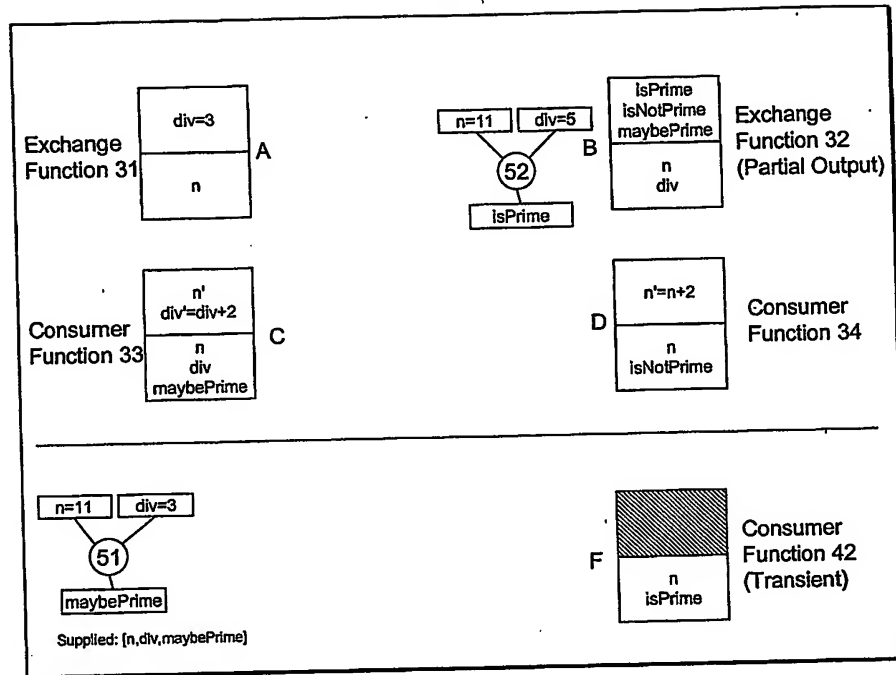 Exchange
Function 31
div=3
n
A
n=11
div=5
52
isPrime
B
isPrime
isNotPrime
maybePrime
n
div
Exchange
Function 32
(Partial Output)
Consumer
Function 33
n'
div'=div+2
n
div
maybePrime
C
D
n'=n+2
n
isNotPrime
Consumer
Function 34
n=11
div=3
51
maybePrime
Supplied: [n,div,maybePrime]
F
n
isPrime
Consumer
Function 42
(Transient)